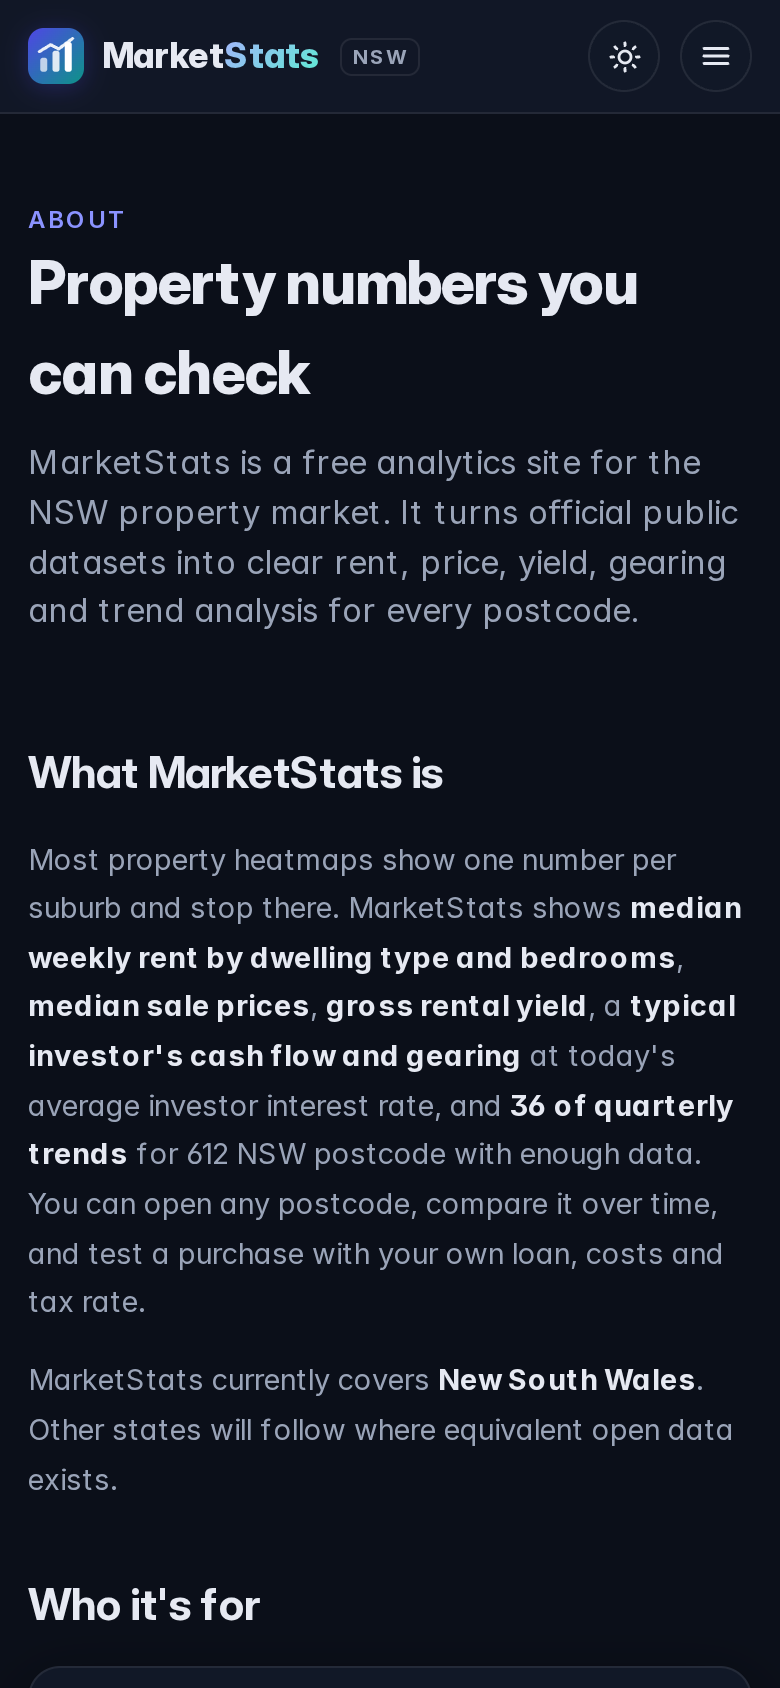 MarketStats NSW
ABOUT
Property numbers you
can check
MarketStats is a free analytics site for the
NSW property market. It turns official public
datasets into clear rent, price, yield, gearing
and trend analysis for every postcode.
What MarketStats is
Most property heatmaps show one number per
suburb and stop there. MarketStats shows median
weekly rent by dwelling type and bedrooms,
median sale prices, gross rental yield, a typical
investor's cash flow and gearing at today's
average investor interest rate, and 36 of quarterly
trends for 612 NSW postcode with enough data.
You can open any postcode, compare it over time,
and test a purchase with your own loan, costs and
tax rate.
MarketStats currently covers New South Wales.
Other states will follow where equivalent open data
exists.
Who it's for